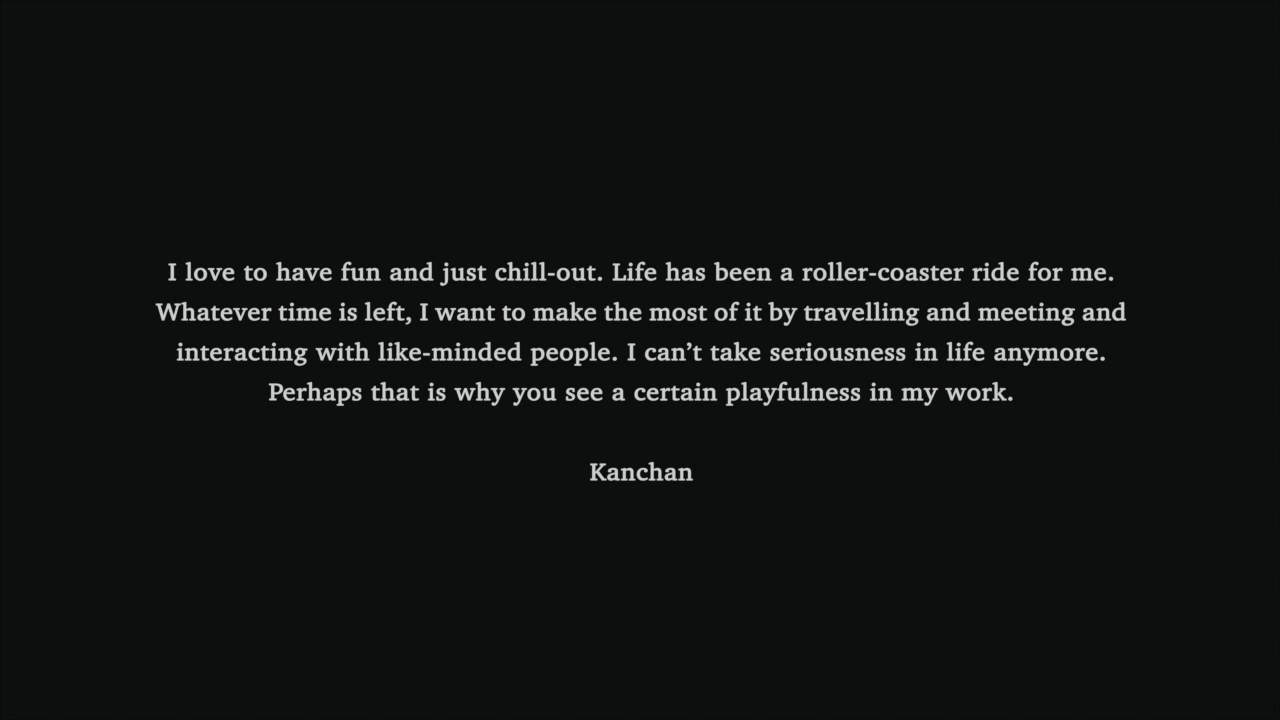 I love to have fun and just chill-out. Life has been a roller-coaster ride for me.
Whatever time is left, I want to make the most of it by travelling and meeting and
interacting with like-minded people. I can’t take seriousness in life anymore.
Perhaps that is why you see a certain playfulness in my work.
Kanchan